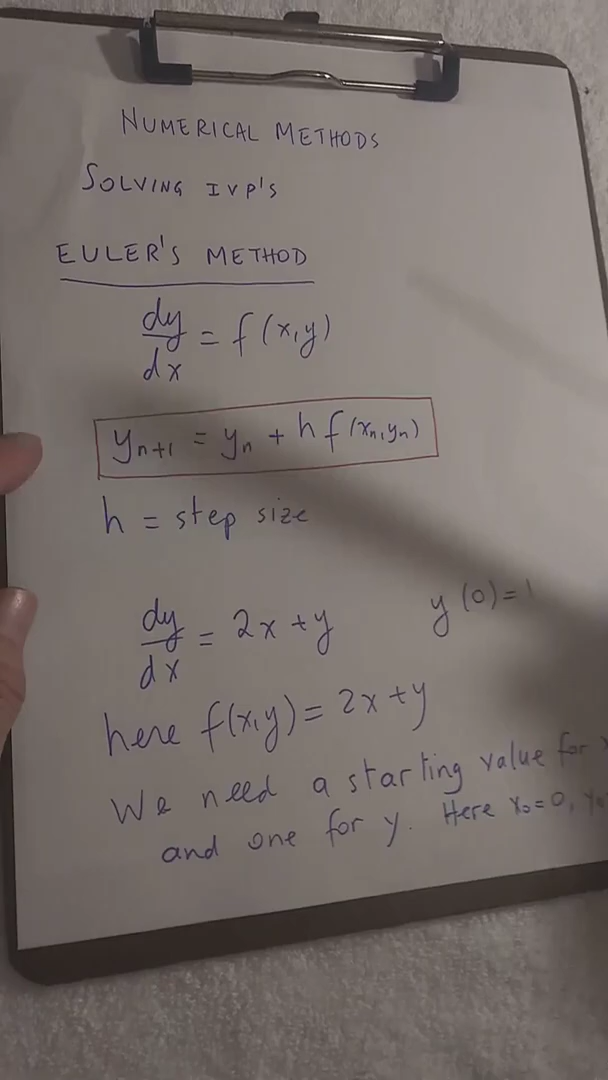 NUMERICAL METHODS
SOLVING IVP'S
EULER'S METHOD
dy/dx = f(x,y)
yn+1 = yn + h f(xn,yn)
h = step size
dy/dx = 2x + y y(0) = 1
here f(x,y) = 2x + y
We need a starting value for
and one for y. Here x0 = 0,